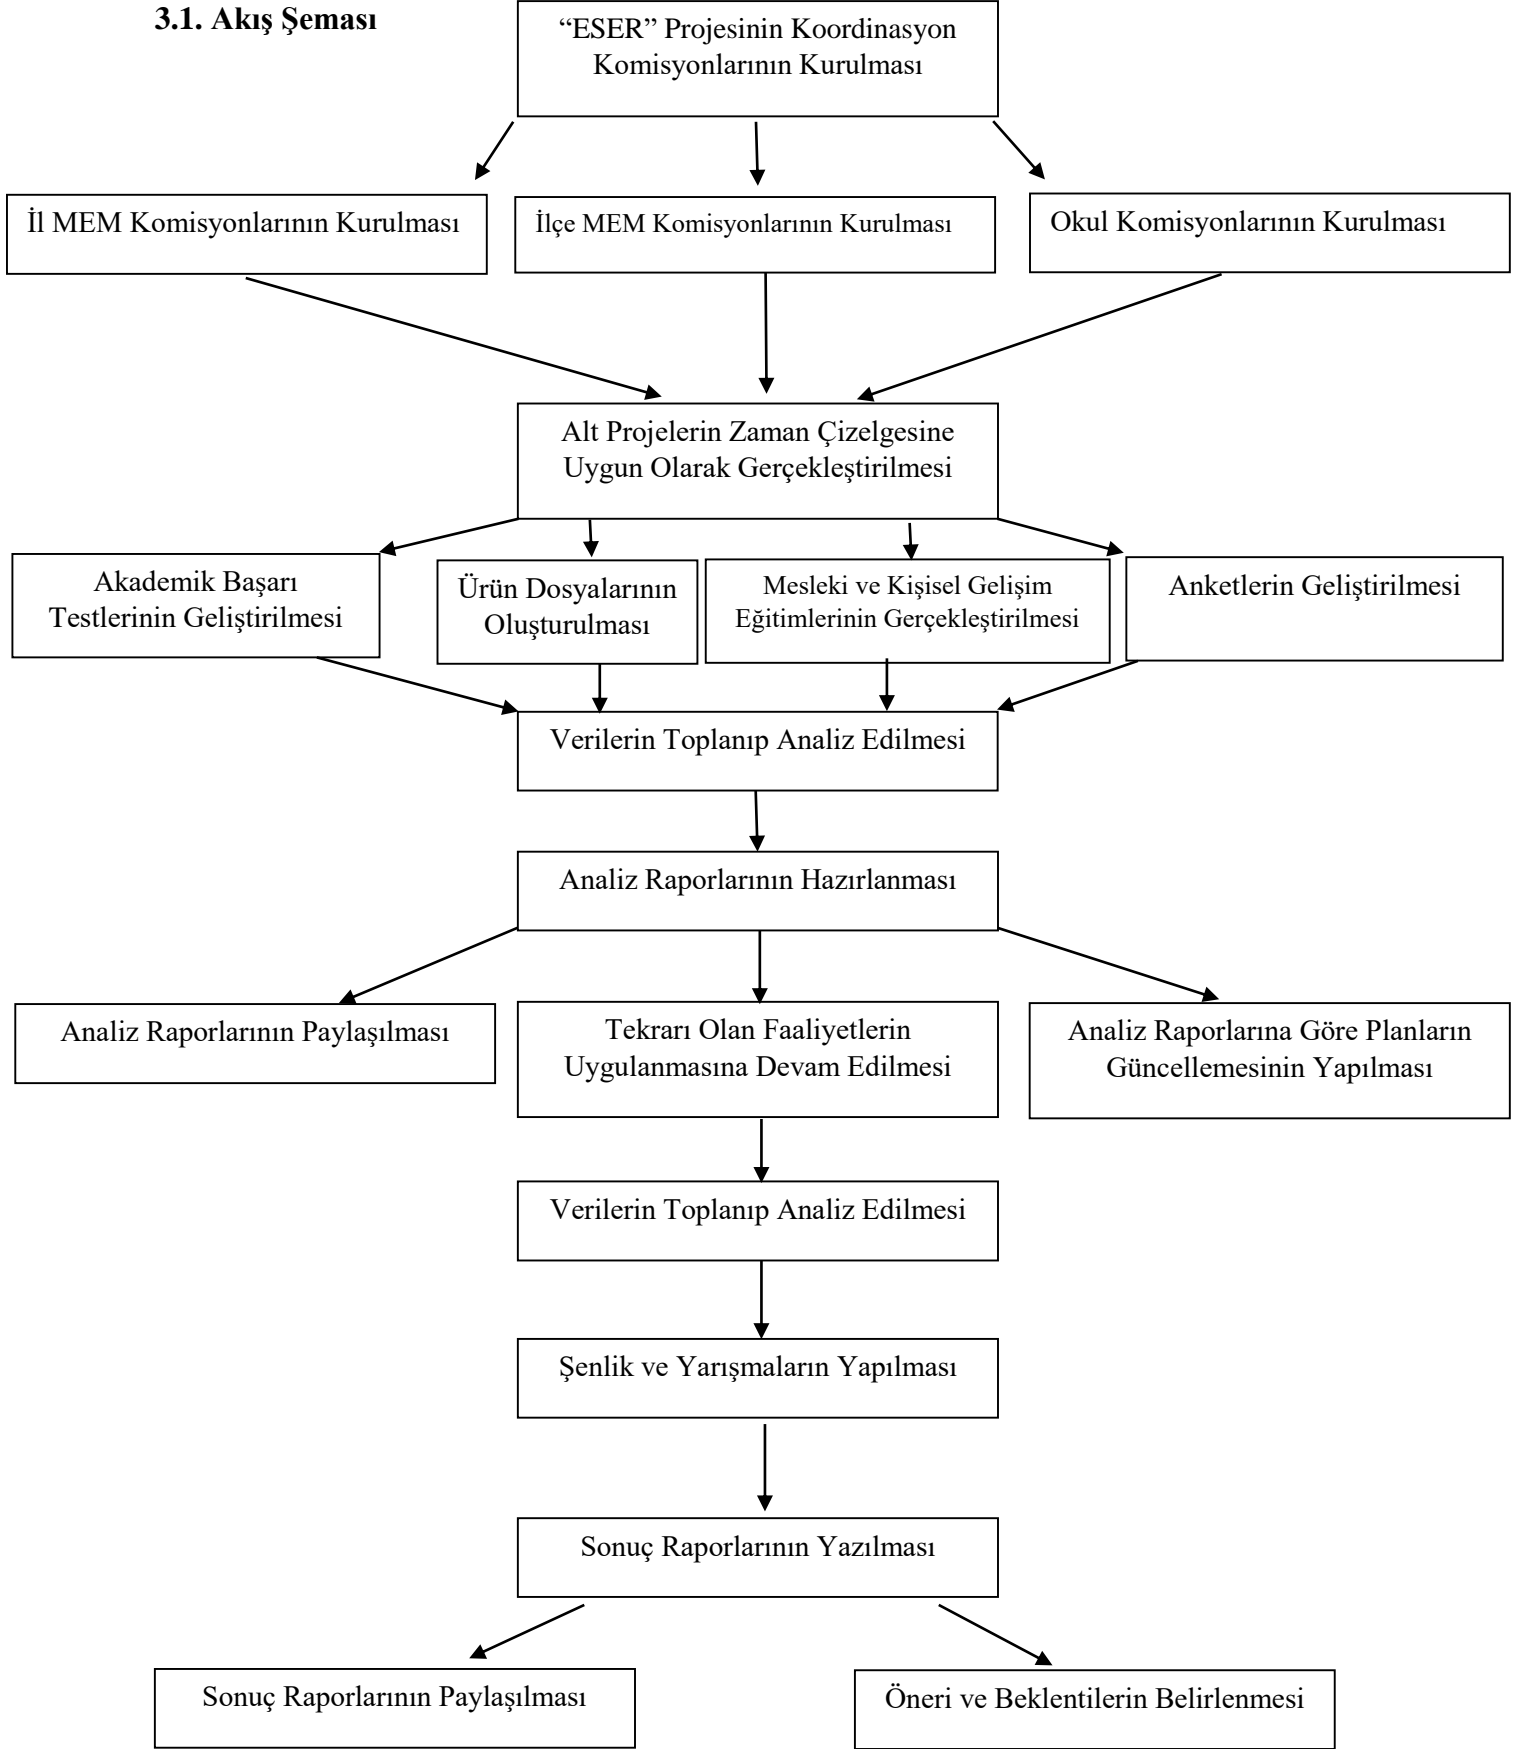 3.1. Akış Şeması
“ESER” Projesinin Koordinasyon
Komisyonlarının Kurulması
İl MEM Komisyonlarının Kurulması
İlçe MEM Komisyonlarının Kurulması
Okul Komisyonlarının Kurulması
Alt Projelerin Zaman Çizelgesine
Uygun Olarak Gerçekleştirilmesi
Akademik Başarı
Testlerinin Geliştirilmesi
Ürün Dosyalarının
Oluşturulması
Mesleki ve Kişisel Gelişim
Eğitimlerinin Gerçekleştirilmesi
Anketlerin Geliştirilmesi
Verilerin Toplanıp Analiz Edilmesi
Analiz Raporlarının Hazırlanması
Analiz Raporlarının Paylaşılması
Tekrarı Olan Faaliyetlerin
Uygulanmasına Devam Edilmesi
Analiz Raporlarına Göre Planların
Güncellemesinin Yapılması
Verilerin Toplanıp Analiz Edilmesi
Şenlik ve Yarışmaların Yapılması
Sonuç Raporlarının Yazılması
Sonuç Raporlarının Paylaşılması
Öneri ve Beklentilerin Belirlenmesi